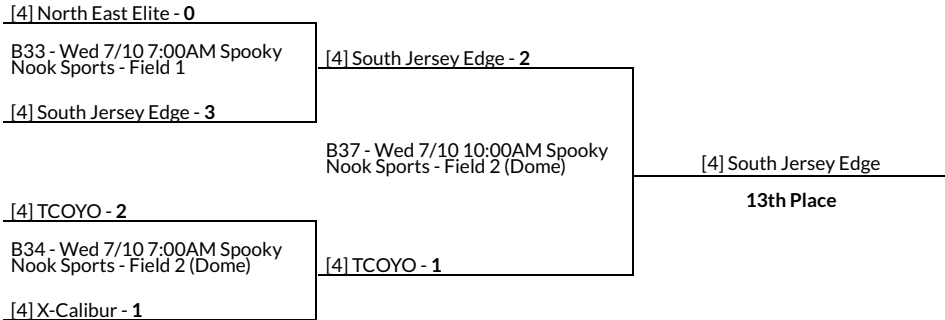 [4] North East Elite - 0
B33 - Wed 7/10 7:00AM Spooky
Nook Sports - Field 1
[4] South Jersey Edge - 3
[4] South Jersey Edge - 2
B37 - Wed 7/10 10:00AM Spooky
Nook Sports - Field 2 (Dome)
[4] South Jersey Edge
13th Place
[4] TCOYO - 2
B34 - Wed 7/10 7:00AM Spooky
Nook Sports - Field 2 (Dome)
[4] X-Calibur - 1
[4] TCOYO - 1